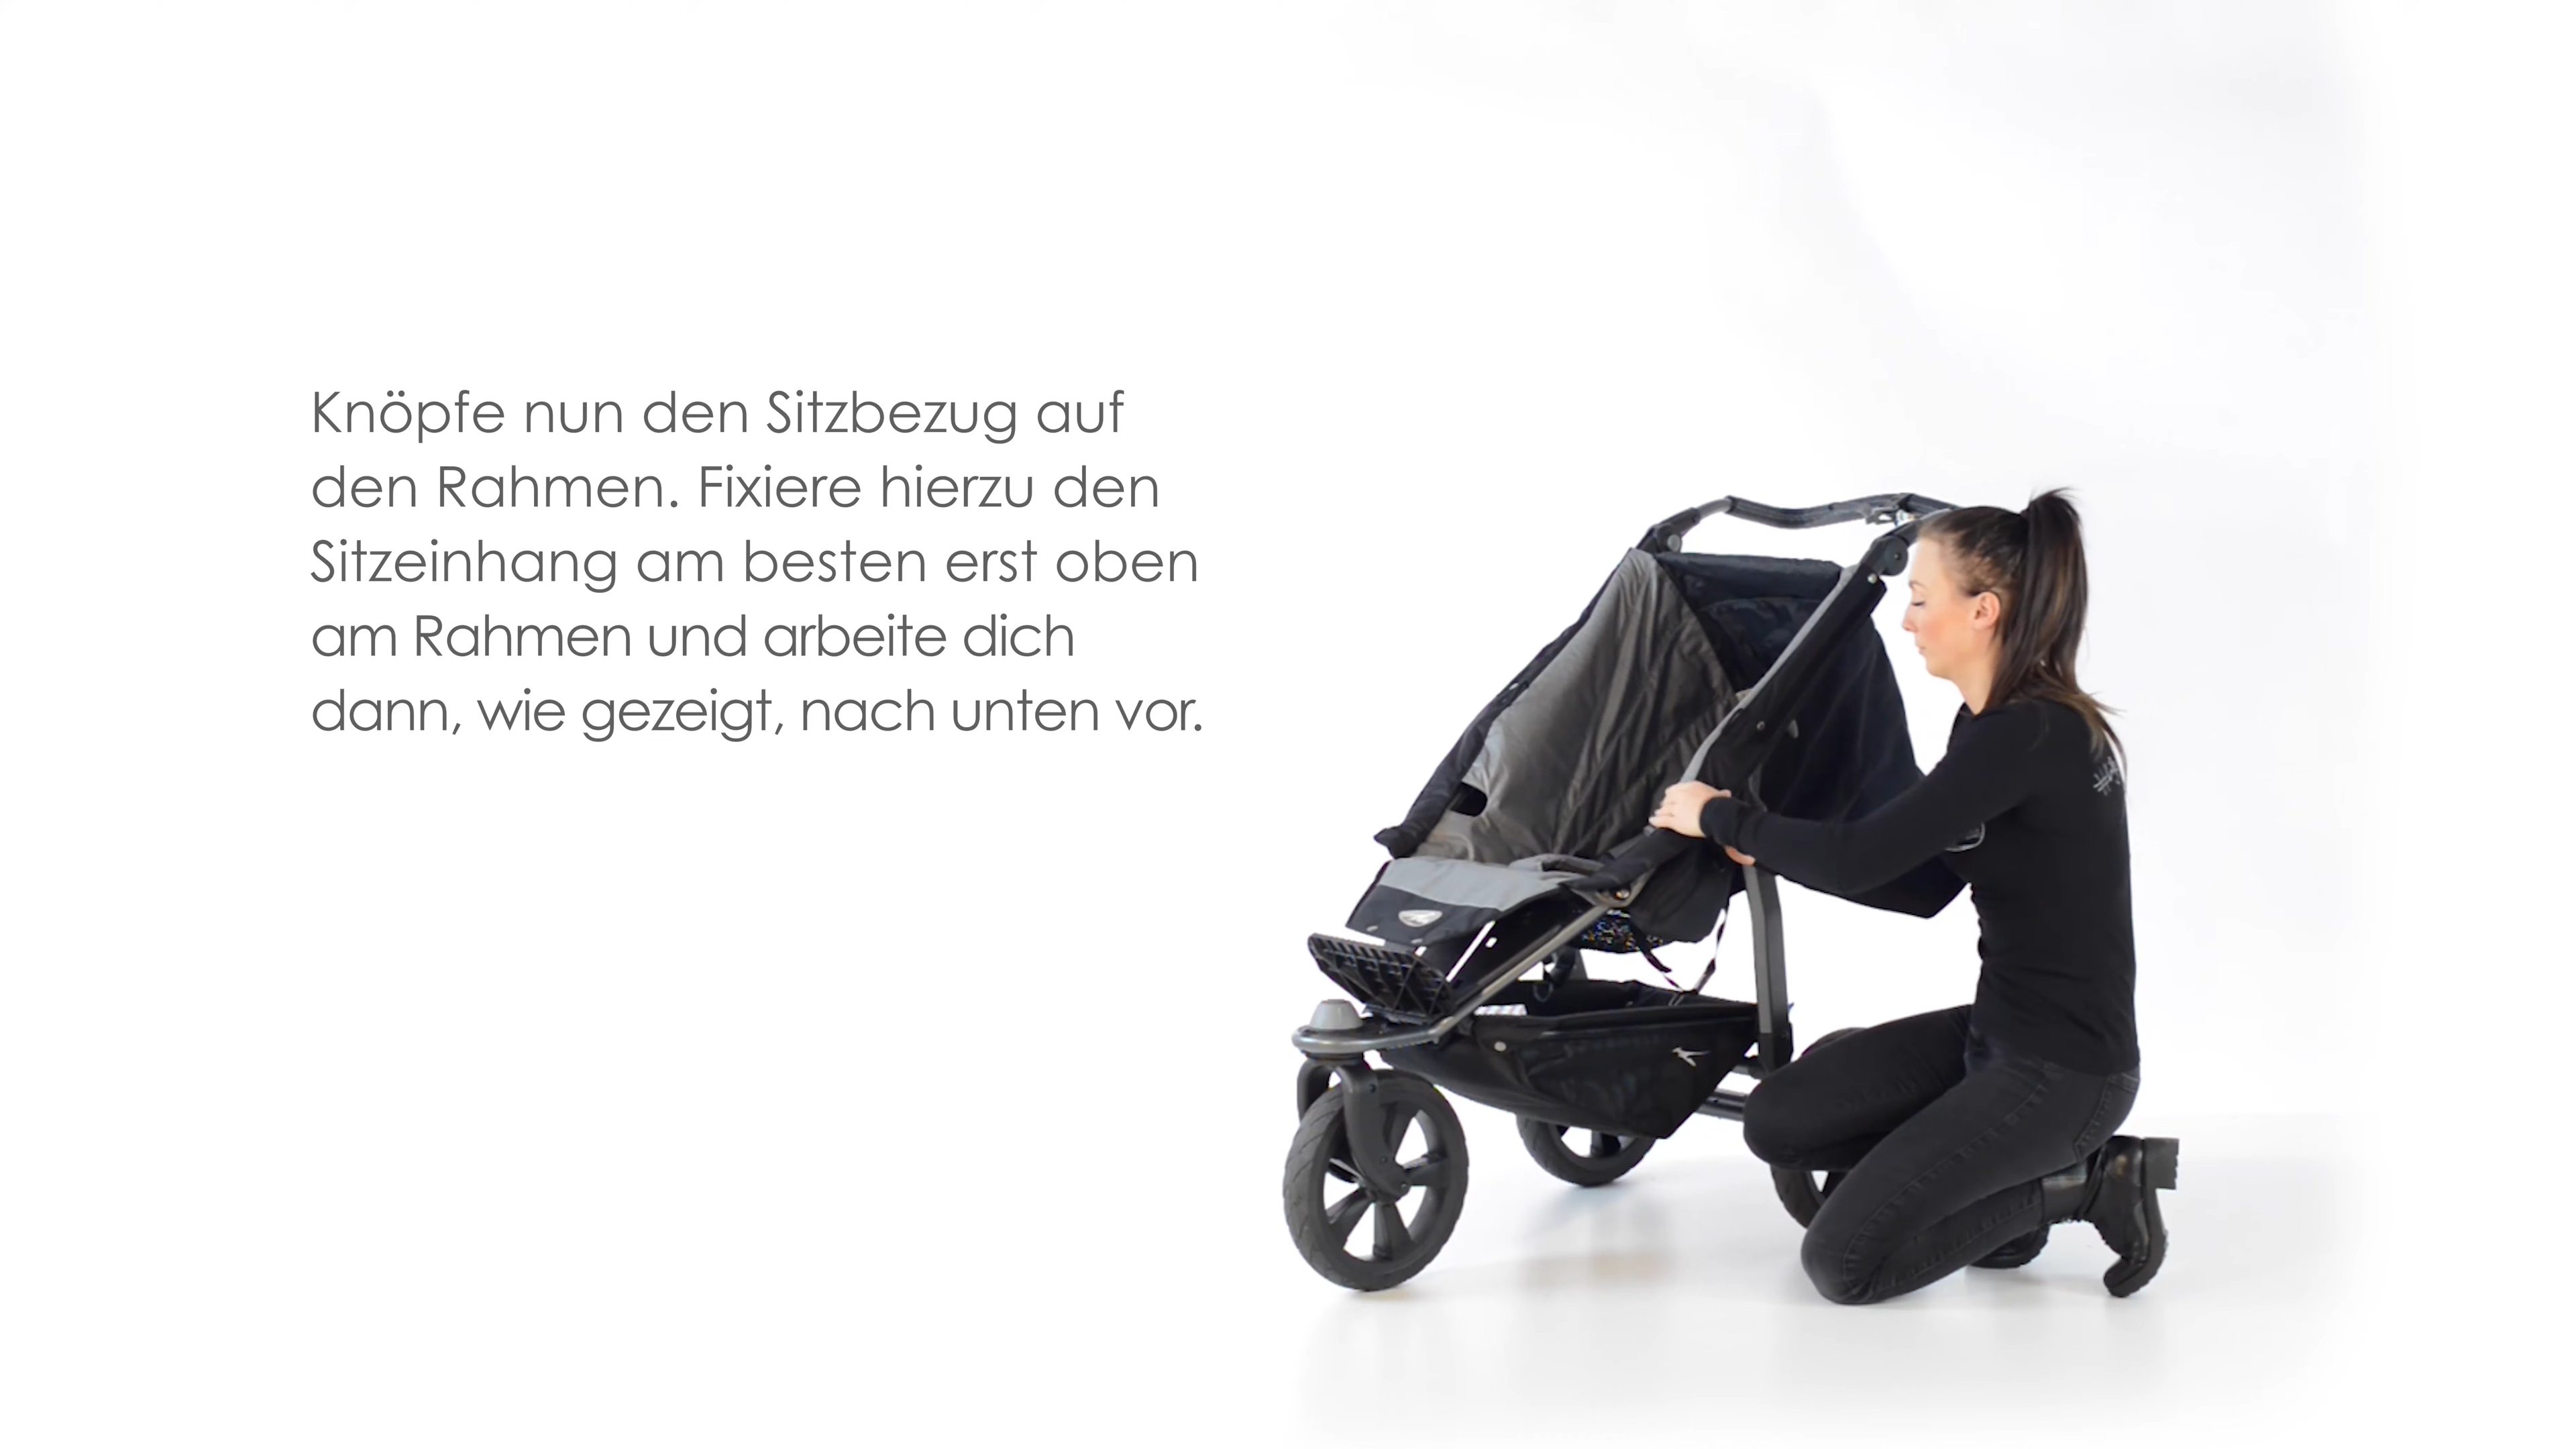 Knöpfe nun den Sitzbezug auf
den Rahmen. Fixiere hierzu den
Sitzeinhang am besten erst oben
am Rahmen und arbeite dich
dann, wie gezeigt, nach unten vor.